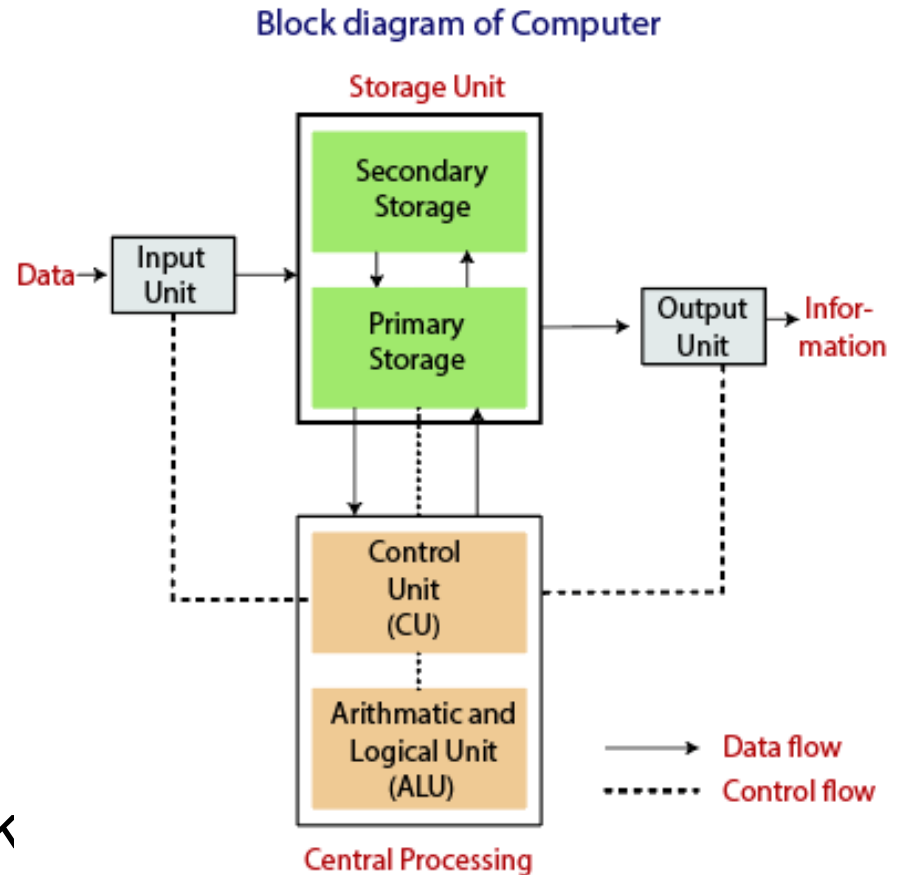 Block diagram of Computer
Storage Unit
Secondary
Storage
Data
Input
Unit
Primary
Storage
Output
Unit
Infor-
mation
Control
Unit
(CU)
Arithmatic and
Logical Unit
(ALU)
Data flow
Control flow
Central Processing